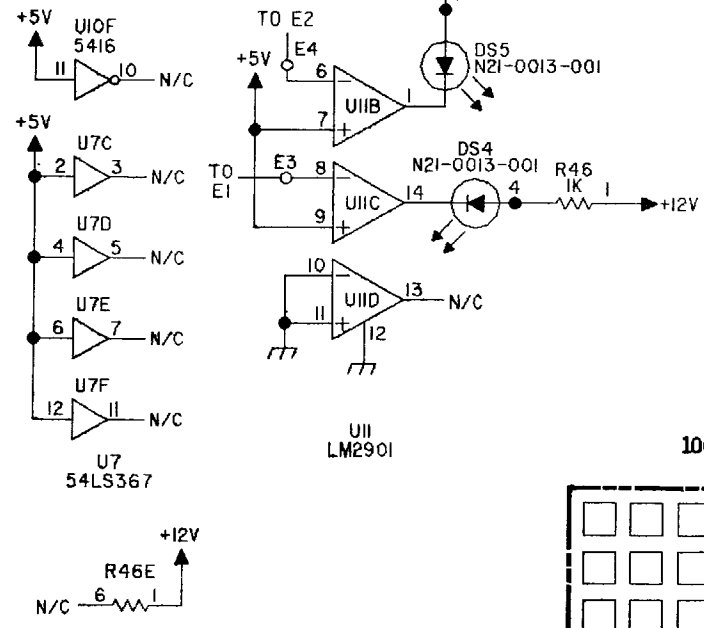 +5V
U10F
5416
11
10
N/C
+5V
U7C
2
3
N/C
U7D
4
5
N/C
U7E
6
7
N/C
U7F
12
11
N/C
U7
54LS367
+12V
R46E
N/C
6
1
TO E2
E4
+5V
6
U11B
1
7
DS5
N21-0013-001
TO
E1
E3
8
U11C
14
9
DS4
N21-0013-001
4
R46
1K
1
+12V
10
U11D
13
N/C
11
12
U11
LM2901